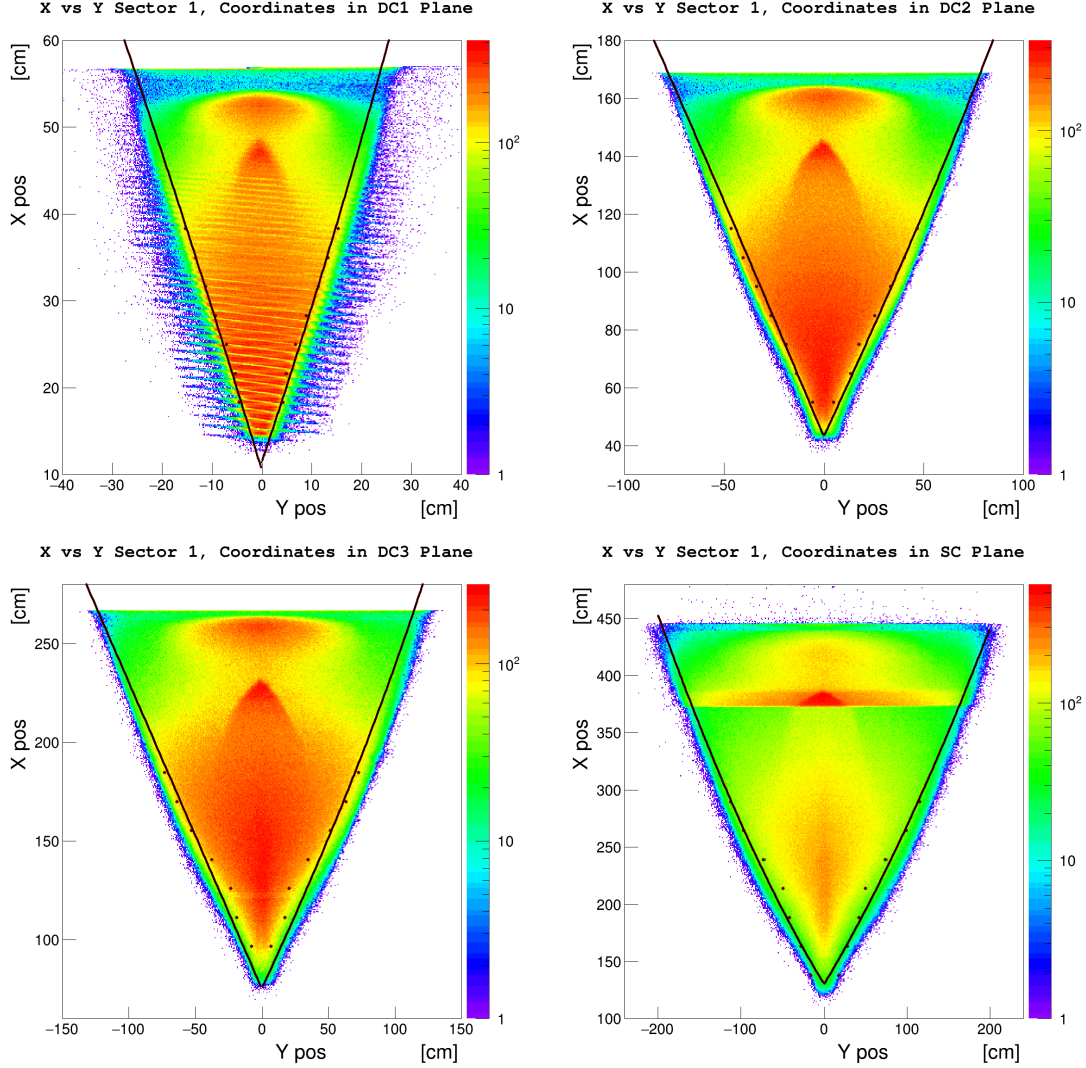 X vs Y Sector 1, Coordinates in DC1 Plane
X pos [cm]
60
50
40
30
20
10
−40 −30 −20 −10 0 10 20 30 40
Y pos [cm]
10²
10
1
X vs Y Sector 1, Coordinates in DC2 Plane
X pos [cm]
180
160
140
120
100
80
60
40
−100 −50 0 50 100
Y pos [cm]
10²
10
1
X vs Y Sector 1, Coordinates in DC3 Plane
X pos [cm]
250
200
150
100
−150 −100 −50 0 50 100 150
Y pos [cm]
10²
10
1
X vs Y Sector 1, Coordinates in SC Plane
X pos [cm]
450
400
350
300
250
200
150
100
−200 −100 0 100 200
Y pos [cm]
10²
10
1